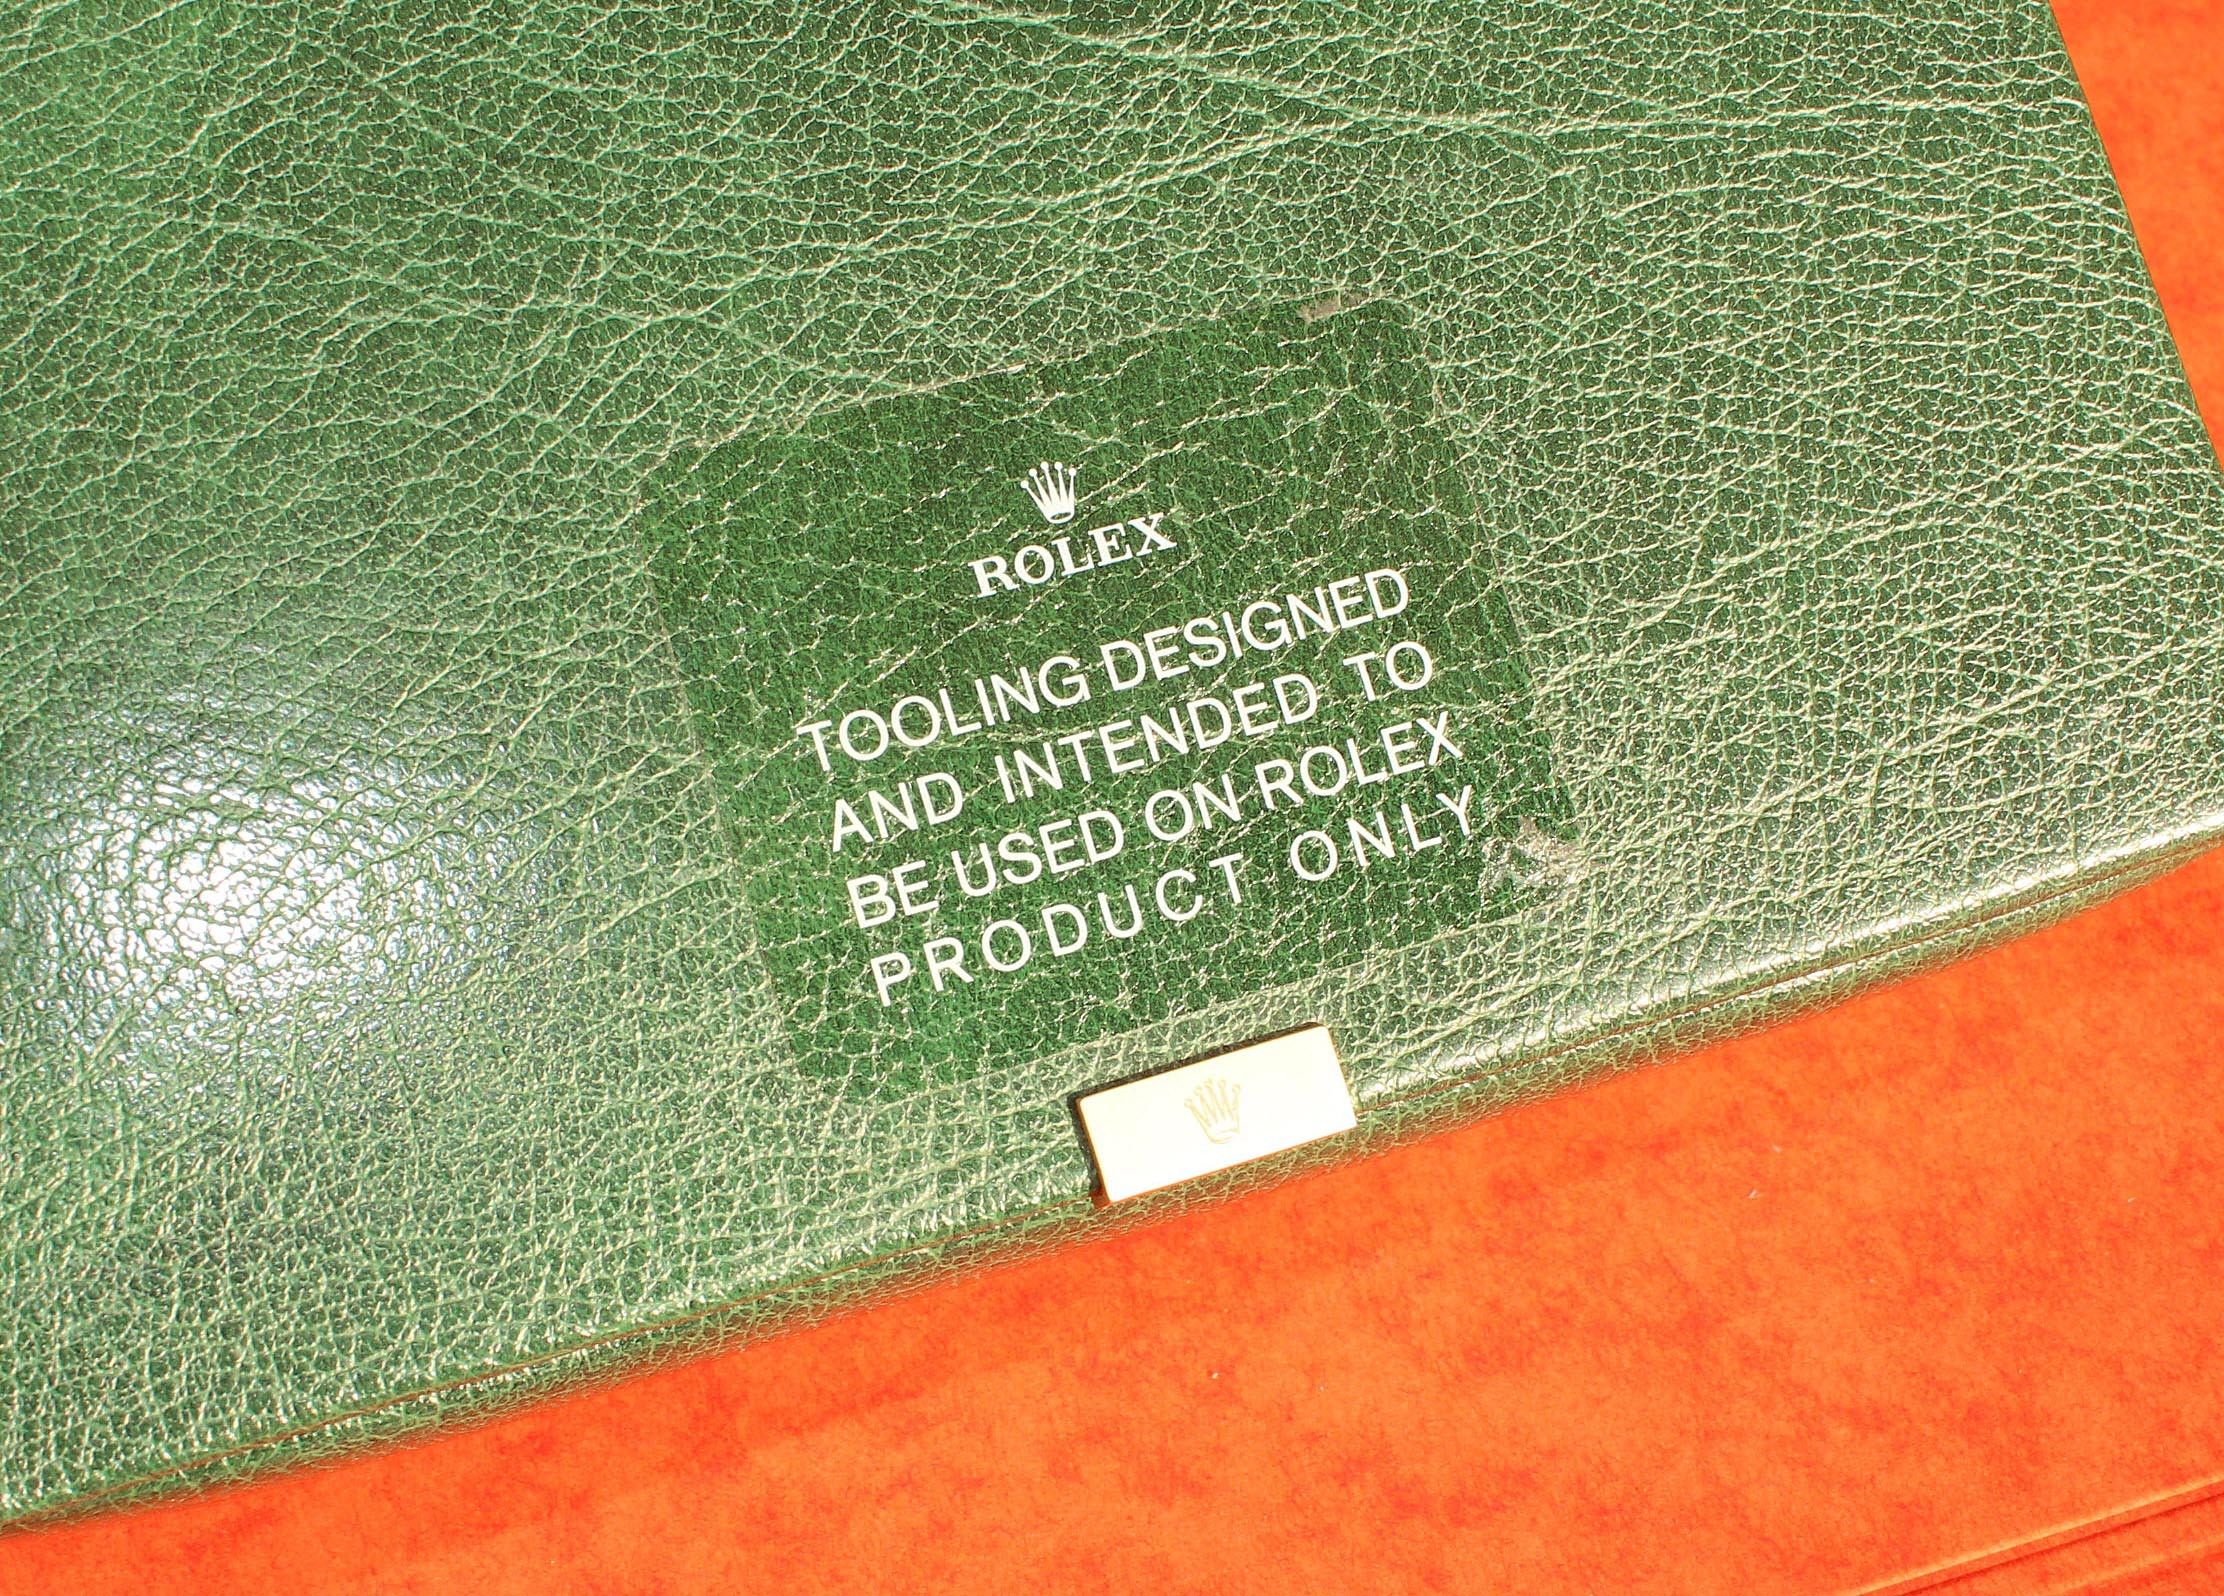 ROLEX
TOOLING DESIGNED
AND INTENDED TO
BE USED ON ROLEX
PRODUCT ONLY